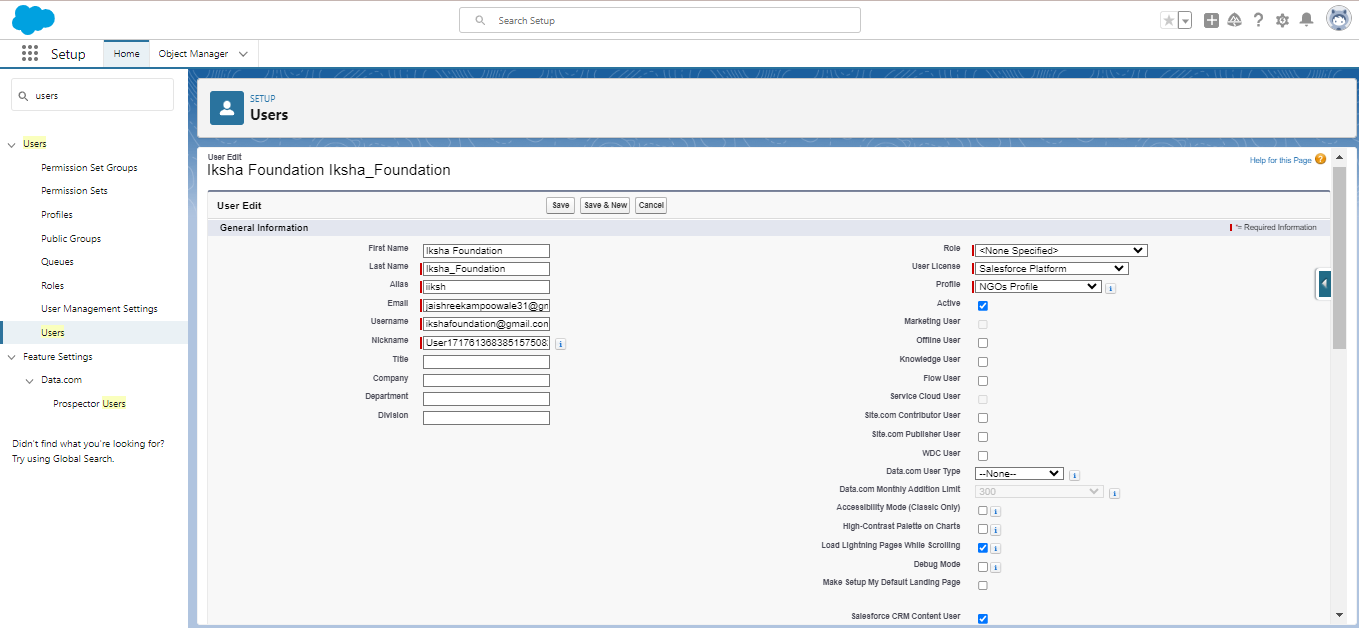 Search Setup
Setup
Home
Object Manager
users
Users
Permission Set Groups
Permission Sets
Profiles
Public Groups
Queues
Roles
User Management Settings
Users
Feature Settings
Data.com
Prospector Users
Didn't find what you're looking for?
Try using Global Search.
SETUP
Users
User Edit
Iksha Foundation Iksha_Foundation
Help for this Page
User Edit
Save
Save & New
Cancel
General Information
= Required Information
First Name
Iksha Foundation
Last Name
Iksha_Foundation
Alias
iiksh
Email
jaishreekampoowale31@gm
Username
ikshafoundation@gmail.com
Nickname
Title
Company
Department
Division
Role
<None Specified>
User License
Salesforce Platform
Profile
NGOs Profile
Active
Marketing User
Offline User
Knowledge User
Flow User
Service Cloud User
Site.com Contributor User
Site.com Publisher User
WDC User
Data.com User Type
--None--
Data.com Monthly Addition Limit
300
Accessibility Mode (Classic Only)
High-Contrast Palette on Charts
Load Lightning Pages While Scrolling
Debug Mode
Make Setup My Default Landing Page
Salesforce CRM Content User